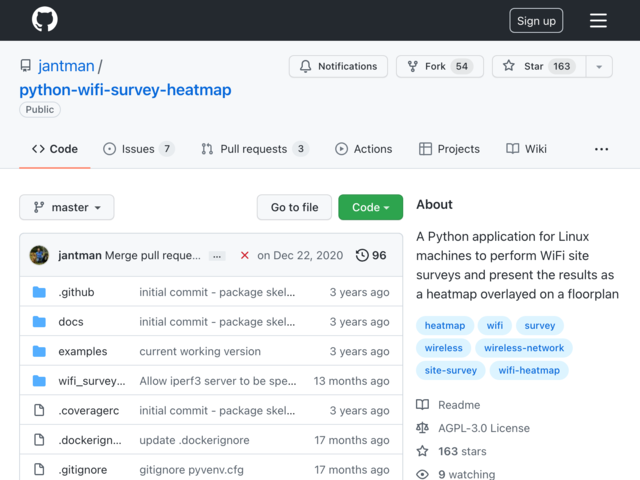 Sign up
jantman /
python-wifi-survey-heatmap
Public
Notifications
Fork 54
Star 163
Code
Issues 7
Pull requests 3
Actions
Projects
Wiki
...
master
Go to file
Code
About
A Python application for Linux
machines to perform WiFi site
surveys and present the results as
a heatmap overlayed on a floorplan
heatmap wifi survey
wireless wireless-network
site-survey wifi-heatmap
Readme
AGPL-3.0 License
163 stars
9 watching
jantman Merge pull reque... ... on Dec 22, 2020 96
.github initial commit - package skel... 3 years ago
docs initial commit - package skel... 3 years ago
examples current working version 3 years ago
wifi_survey... Allow iperf3 server to be spe... 13 months ago
.coveragerc initial commit - package skel... 3 years ago
.dockerign... update .dockerignore 17 months ago
.gitignore gitignore pyvenv.cfg 17 months ago